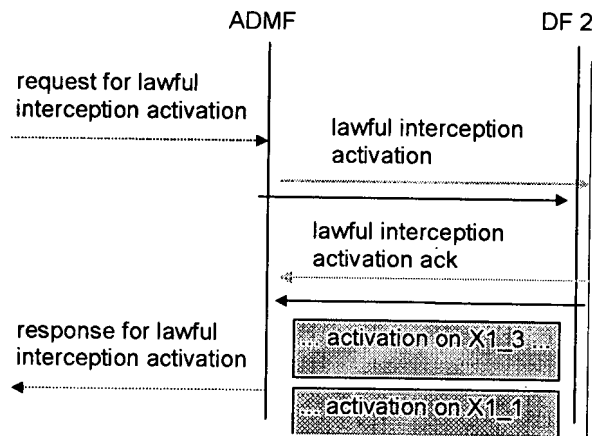 ADMF
DF 2
request for lawful
interception activation
lawful interception
activation
lawful interception
activation ack
response for lawful
interception activation
... activation on X1_3 ...
... activation on X1_1